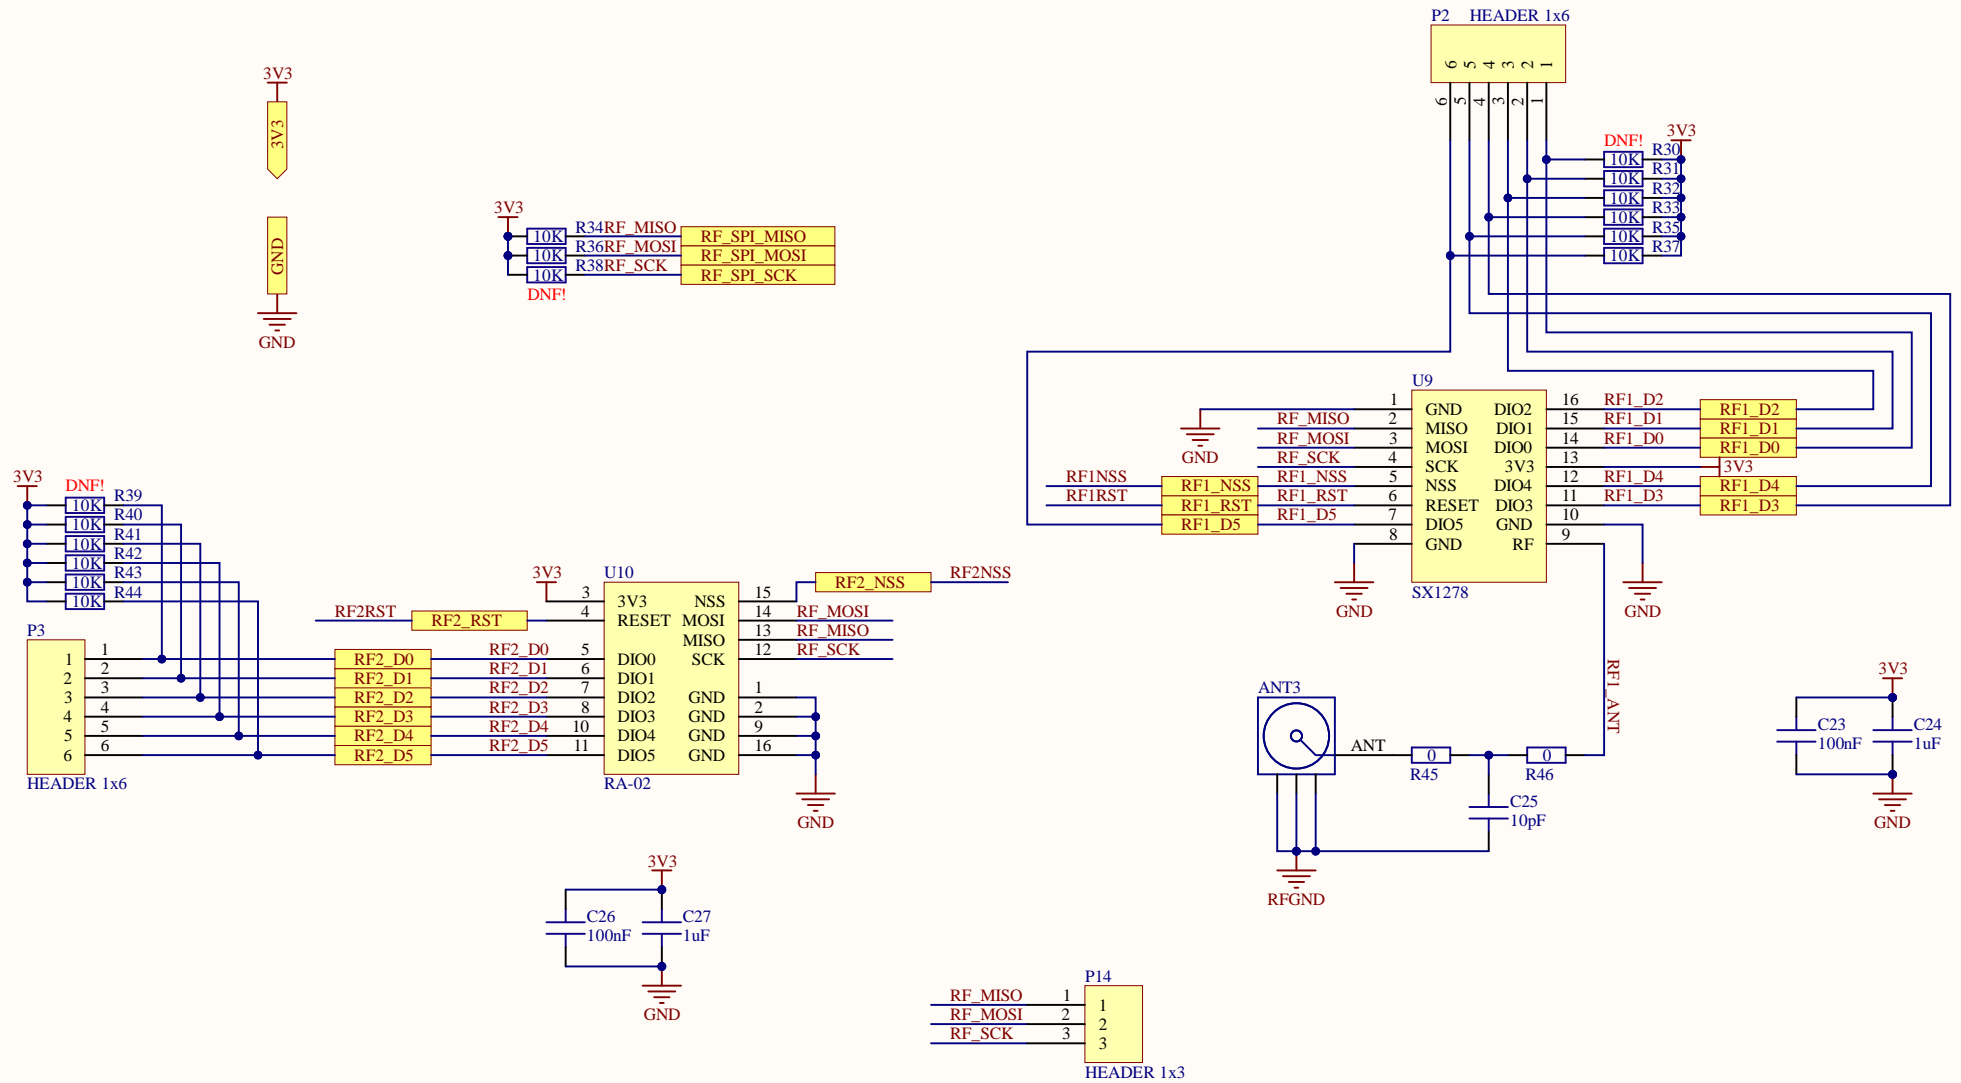 P2 HEADER 1x6
6 5 4 3 2 1
6 5 4 3 2 1
DNF! 3V3
10K R30
10K R31
10K R32
10K R33
10K R35
10K R37
3V3
3V3
GND
GND
3V3
10K R34 RF_MISO RF_SPI_MISO
10K R36 RF_MOSI RF_SPI_MOSI
10K R38 RF_SCK RF_SPI_SCK
DNF!
U9
1 GND DIO2 16 RF1_D2 RF1_D2
RF_MISO 2 MISO DIO1 15 RF1_D1 RF1_D1
RF_MOSI 3 MOSI DIO0 14 RF1_D0 RF1_D0
RF_SCK 4 SCK 3V3 13 3V3
RF1NSS RF1_NSS RF1_NSS 5 NSS DIO4 12 RF1_D4 RF1_D4
RF1RST RF1_RST RF1_RST 6 RESET DIO3 11 RF1_D3 RF1_D3
RF1_D5 RF1_D5 7 DIO5 GND 10
8 GND RF 9
GND
GND
GND
SX1278
RF1_ANT
3V3
DNF!
10K R39
10K R40
10K R41
10K R42
10K R43
10K R44
P3
1 1
2 2
3 3
4 4
5 5
6 6
HEADER 1x6
U10
3V3 3 3V3 NSS 15 RF2_NSS RF2NSS
RF2RST RF2_RST 4 RESET MOSI 14 RF_MOSI
MISO 13 RF_MISO
RF2_D0 RF2_D0 5 DIO0 SCK 12 RF_SCK
RF2_D1 RF2_D1 6 DIO1
RF2_D2 RF2_D2 7 DIO2 GND 1
RF2_D3 RF2_D3 8 DIO3 GND 2
RF2_D4 RF2_D4 10 DIO4 GND 9
RF2_D5 RF2_D5 11 DIO5 GND 16
RA-02
GND
ANT3
ANT 0 0
R45 R46
C25
10pF
RFGND
3V3
C23 C24
100nF 1uF
GND
3V3
C26 C27
100nF 1uF
GND
P14
RF_MISO 1 1
RF_MOSI 2 2
RF_SCK 3 3
HEADER 1x3